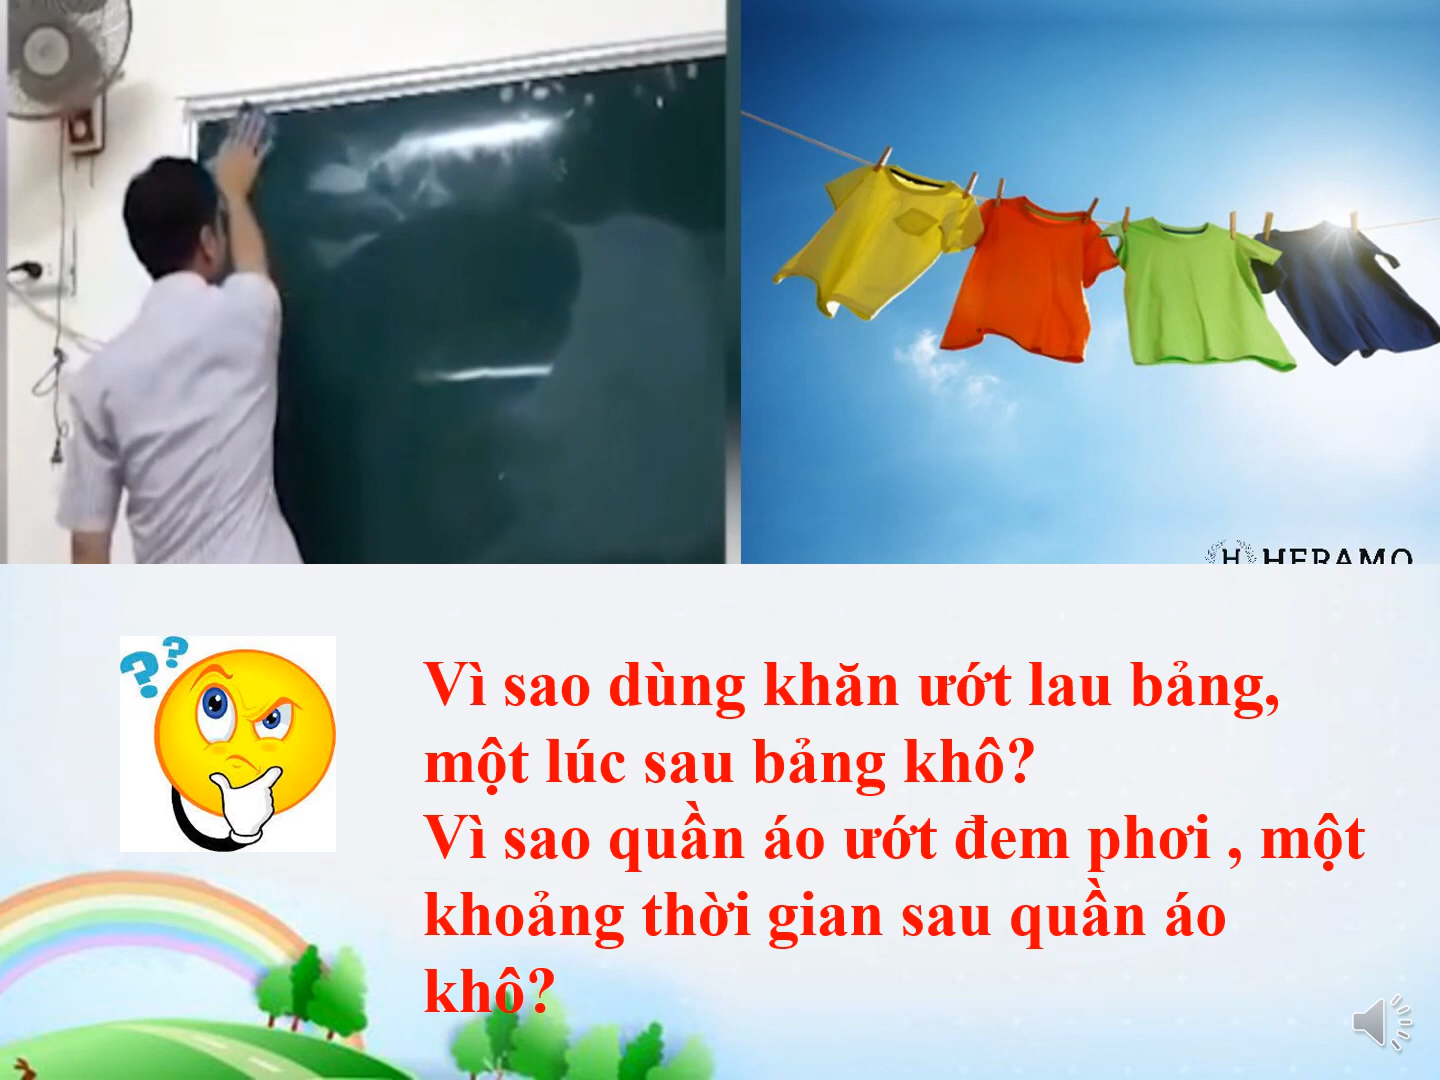 H HERAMO
? ?
Vì sao dùng khăn ướt lau bảng,
một lúc sau bảng khô?
Vì sao quần áo ướt đem phơi , một
khoảng thời gian sau quần áo
khô?